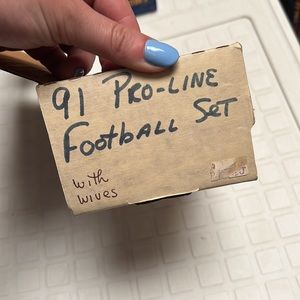 91 PRO-LINE
FOOTBALL SET
with
wives